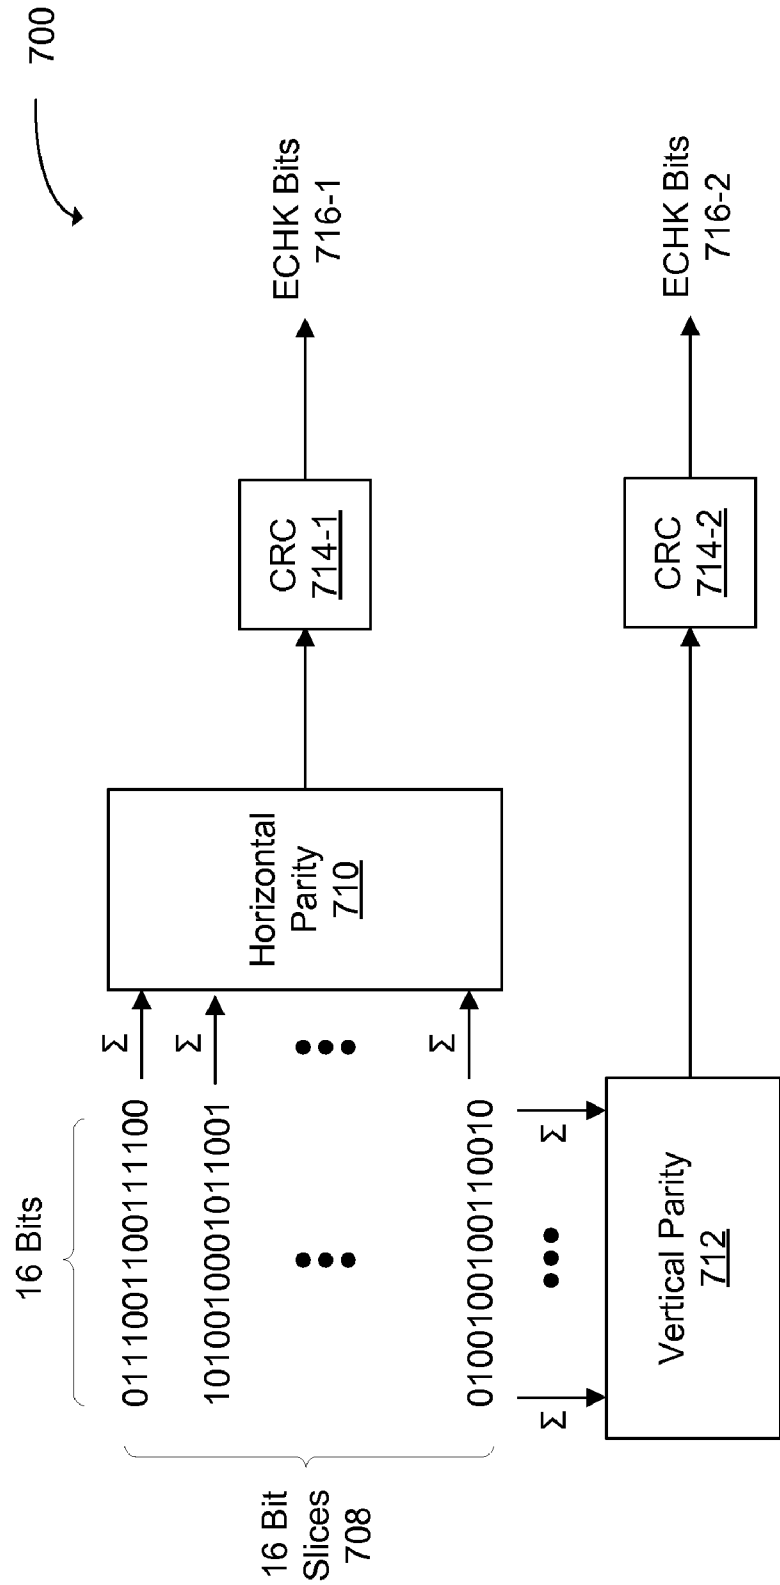 700
16 Bits
16 Bit
Slices
708
0111001100111100
1010010001011001
0100100100110010
Σ
Σ
Σ
Horizontal
Parity
710
CRC
714-1
ECHK Bits
716-1
Σ
Σ
Vertical Parity
712
CRC
714-2
ECHK Bits
716-2